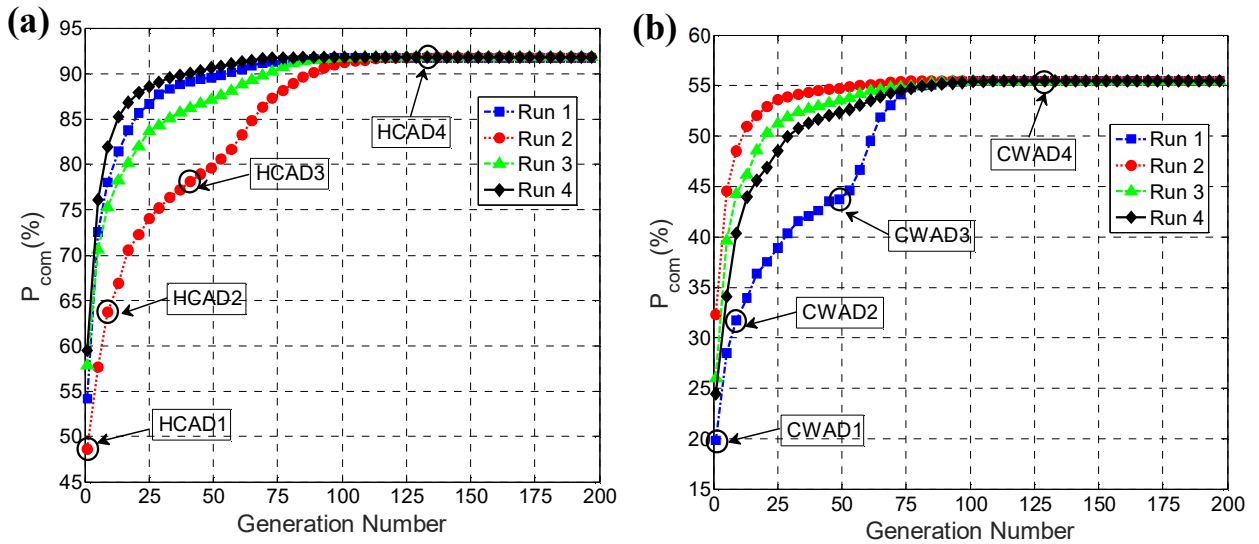 (a)
95
90
85
80
75
70
65
60
55
50
45
P_com(%)
0 25 50 75 100 125 150 175 200
Generation Number
HCAD4
Run 1
Run 2
Run 3
Run 4
HCAD3
HCAD2
HCAD1
(b)
60
55
50
45
40
35
30
25
20
15
P_com(%)
0 25 50 75 100 125 150 175 200
Generation Number
CWAD4
Run 1
Run 2
Run 3
Run 4
CWAD3
CWAD2
CWAD1